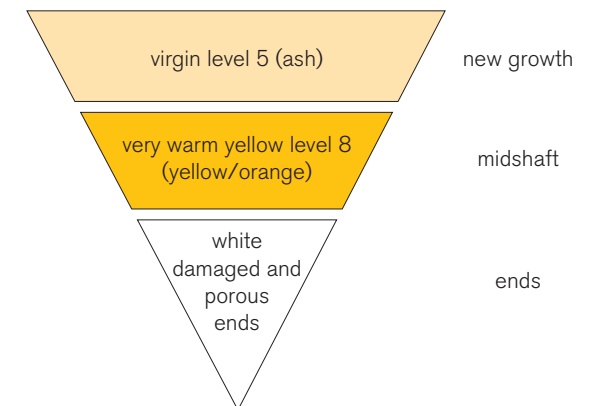 virgin level 5 (ash)
new growth
very warm yellow level 8
(yellow/orange)
midshaft
white
damaged and
porous
ends
ends